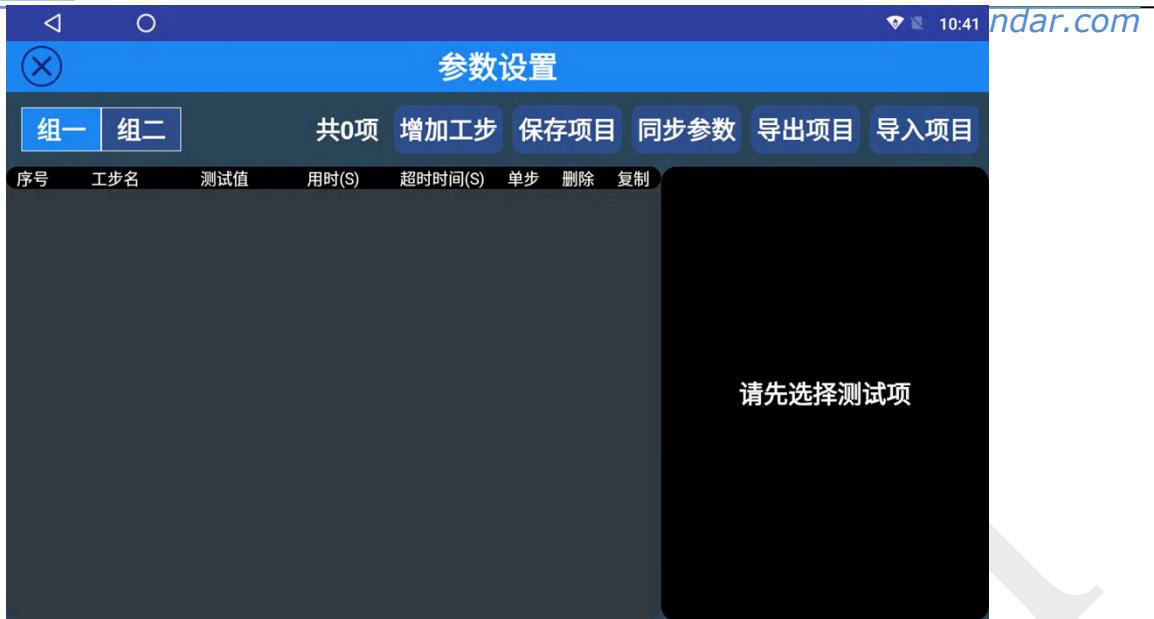 10:41
ndar.com
参数设置
组一 组二 共0项 增加工步 保存项目 同步参数 导出项目 导入项目
序号 工步名 测试值 用时(S) 超时时间(S) 单步 删除 复制
请先选择测试项